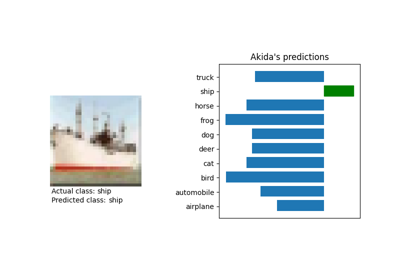 Akida's predictions
truck
ship
horse
frog
dog
deer
cat
bird
automobile
airplane
Actual class: ship
Predicted class: ship